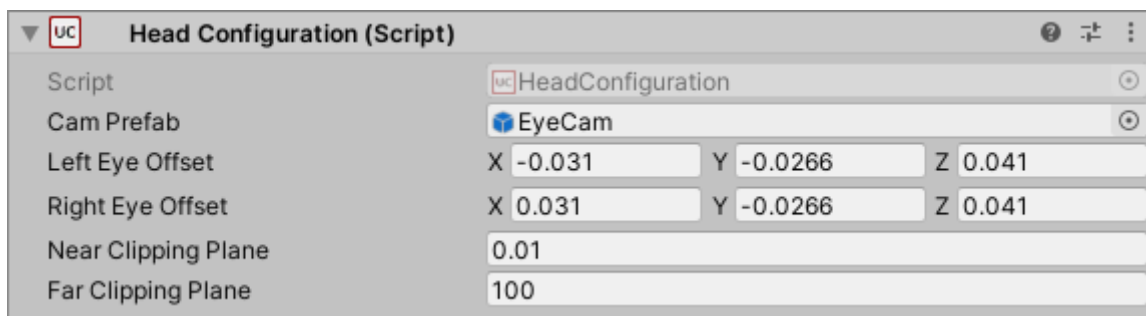 UC Head Configuration (Script)
Script UC HeadConfiguration
Cam Prefab EyeCam
Left Eye Offset X -0.031 Y -0.0266 Z 0.041
Right Eye Offset X 0.031 Y -0.0266 Z 0.041
Near Clipping Plane 0.01
Far Clipping Plane 100